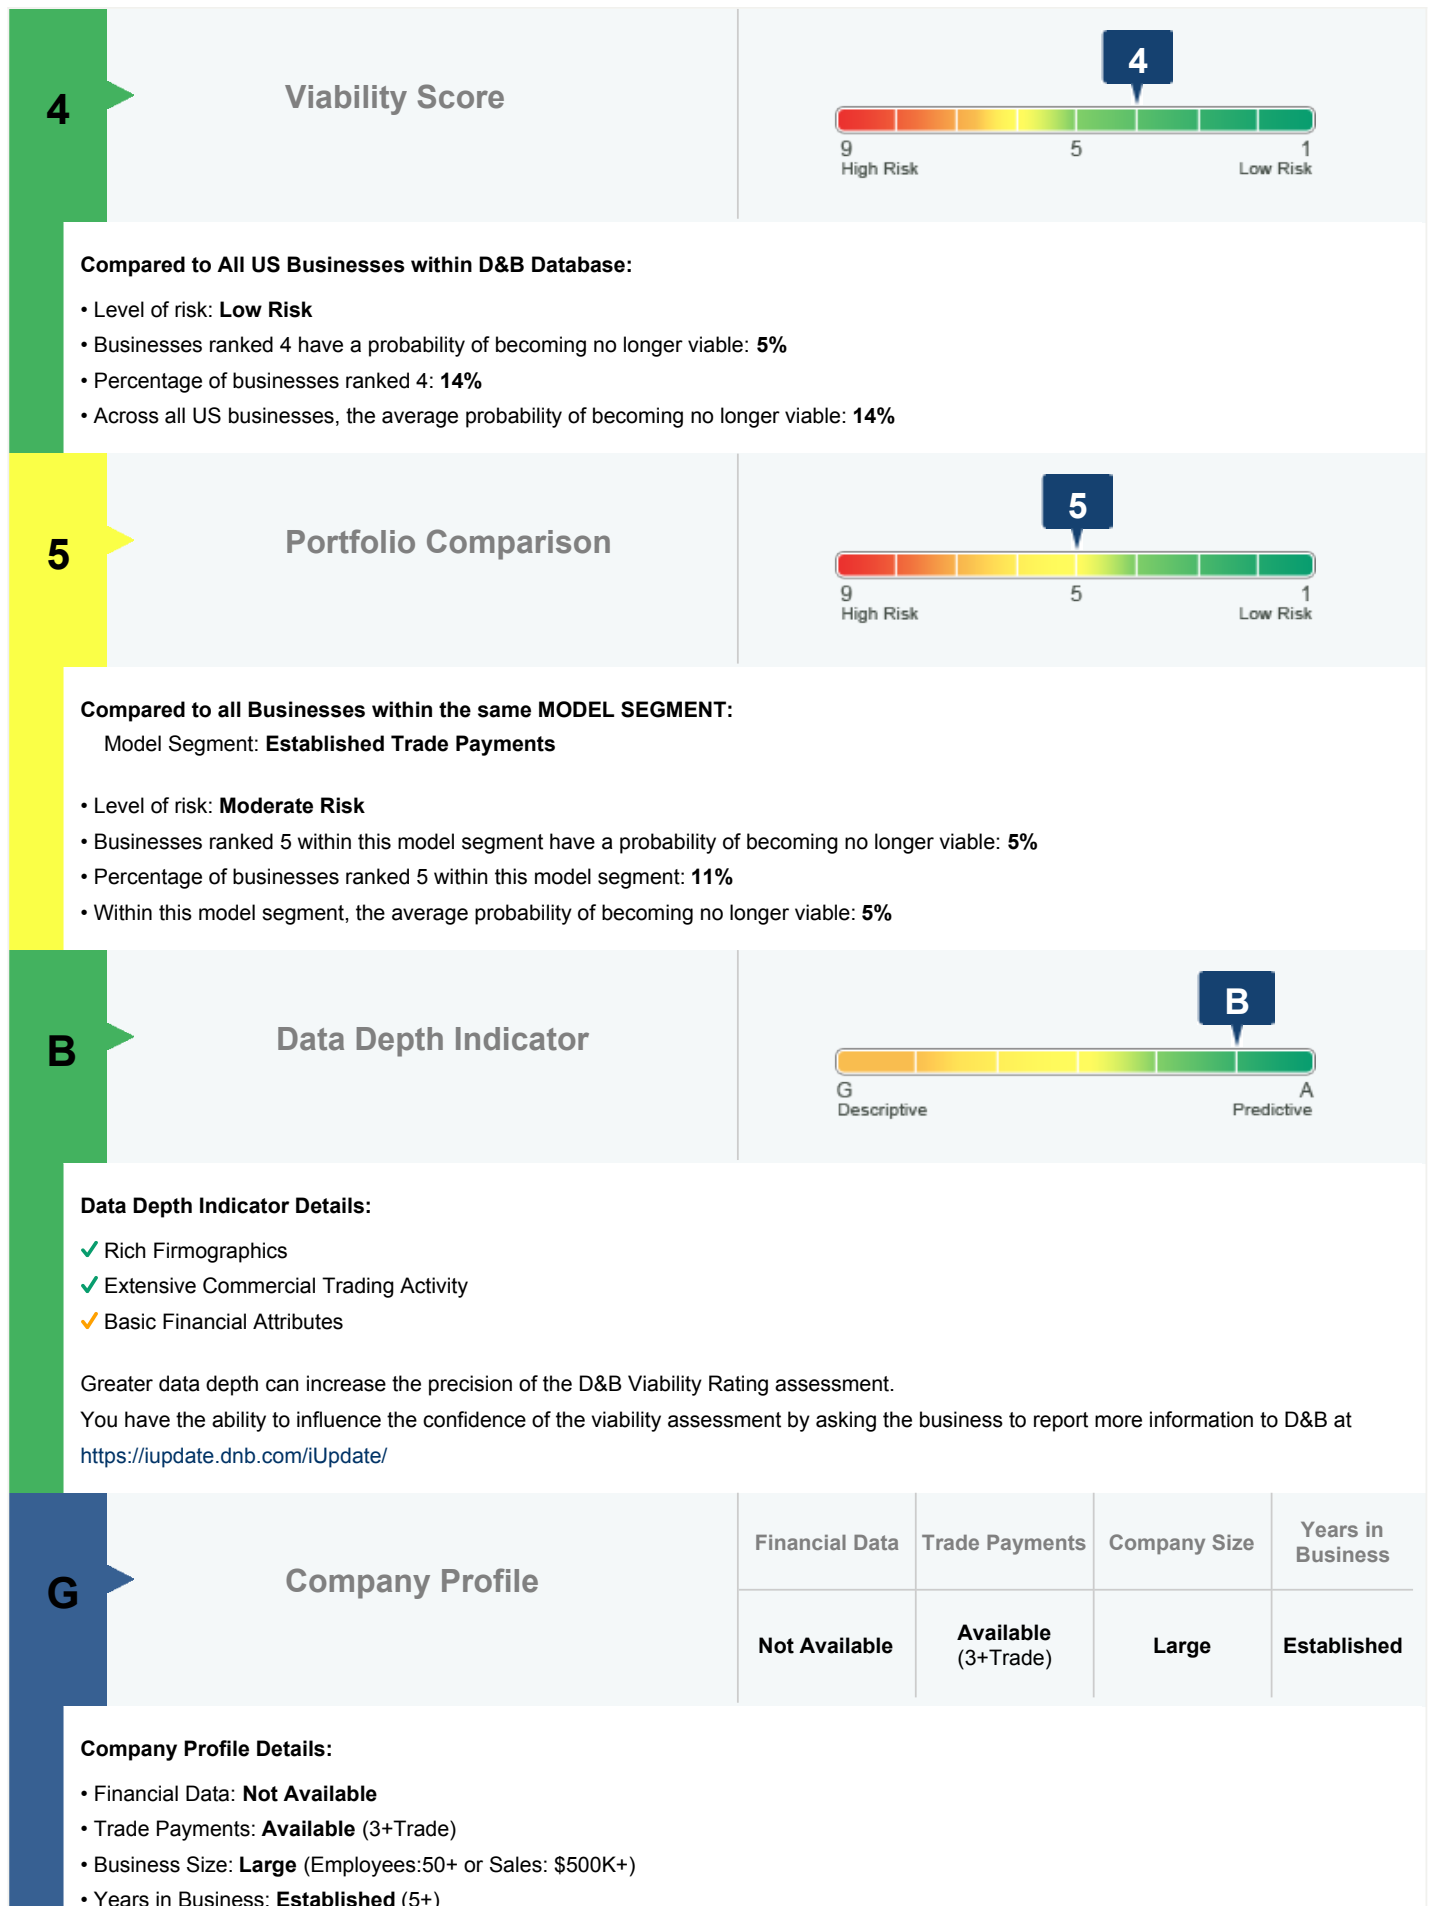 4
Viability Score
4
9
5
1
High Risk
Low Risk
Compared to All US Businesses within D&B Database:
• Level of risk: Low Risk
• Businesses ranked 4 have a probability of becoming no longer viable: 5%
• Percentage of businesses ranked 4: 14%
• Across all US businesses, the average probability of becoming no longer viable: 14%
5
Portfolio Comparison
5
9
5
1
High Risk
Low Risk
Compared to all Businesses within the same MODEL SEGMENT:
Model Segment: Established Trade Payments
• Level of risk: Moderate Risk
• Businesses ranked 5 within this model segment have a probability of becoming no longer viable: 5%
• Percentage of businesses ranked 5 within this model segment: 11%
• Within this model segment, the average probability of becoming no longer viable: 5%
B
Data Depth Indicator
B
G
A
Descriptive
Predictive
Data Depth Indicator Details:
✓ Rich Firmographics
✓ Extensive Commercial Trading Activity
✓ Basic Financial Attributes
Greater data depth can increase the precision of the D&B Viability Rating assessment.
You have the ability to influence the confidence of the viability assessment by asking the business to report more information to D&B at
https://iupdate.dnb.com/iUpdate/
G
Company Profile
Financial Data
Trade Payments
Company Size
Years in
Business
Not Available
Available
(3+Trade)
Large
Established
Company Profile Details:
• Financial Data: Not Available
• Trade Payments: Available (3+Trade)
• Business Size: Large (Employees:50+ or Sales: $500K+)
• Years in Business: Established (5+)